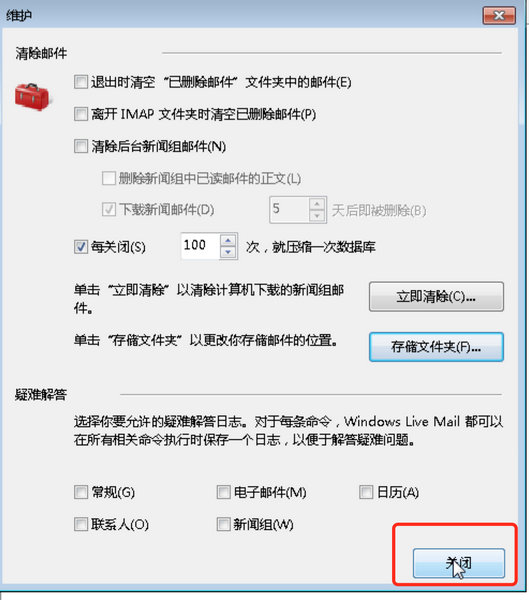 维护
清除邮件
退出时清空“已删除邮件”文件夹中的邮件(E)
离开 IMAP 文件夹时清空已删除邮件(P)
清除后台新闻组邮件(N)
删除新闻组中已读邮件的正文(L)
下载新闻邮件(D) 5 天后即被删除(B)
每关闭(S) 100 次，就压缩一次数据库
单击“立即清除”以清除计算机下载的新闻组邮
件。
立即清除(C)...
单击“存储文件夹”以更改你存储邮件的位置。
存储文件夹(F)...
疑难解答
选择你要允许的疑难解答日志。对于每条命令，Windows Live Mail 都可以
在所有相关命令执行时保存一个日志，以便于解答疑难问题。
常规(G) 电子邮件(M) 日历(A)
联系人(O) 新闻组(W)
关闭